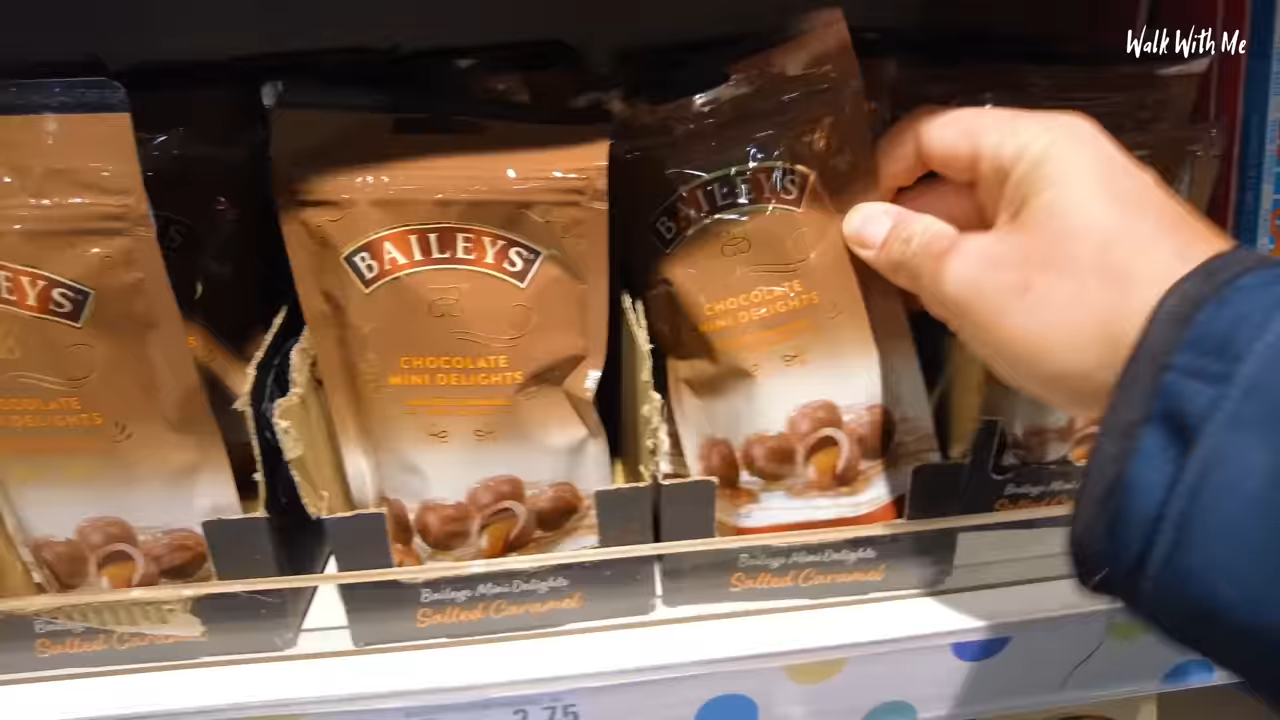 Walk With Me
BAILEYS
CHOCOLATE
MINI DELIGHTS
BAILEYS
CHOCOLATE
MINI DELIGHTS
EYS
CHOCOLATE
DELIGHTS
Baileys Mini Delights
Salted Caramel
Baileys Mini Delights
Salted Caramel
Salted Caramel
2.75